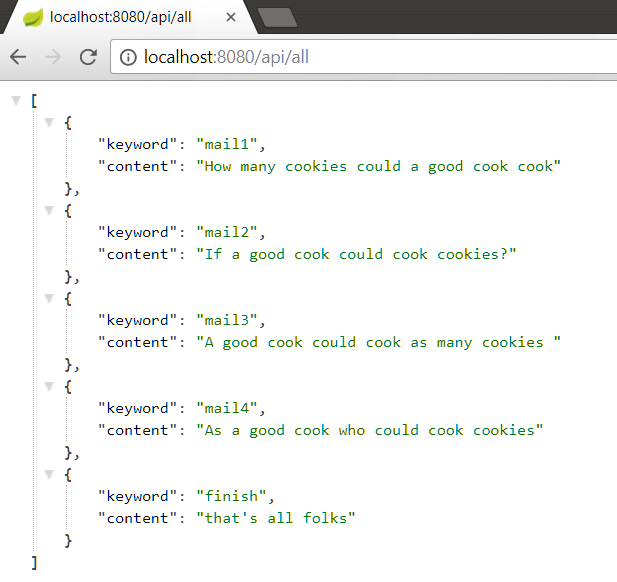 localhost:8080/api/all
localhost:8080/api/all
[
{
"keyword": "mail1",
"content": "How many cookies could a good cook cook"
},
{
"keyword": "mail2",
"content": "If a good cook could cook cookies?"
},
{
"keyword": "mail3",
"content": "A good cook could cook as many cookies "
},
{
"keyword": "mail4",
"content": "As a good cook who could cook cookies"
},
{
"keyword": "finish",
"content": "that's all folks"
}
]